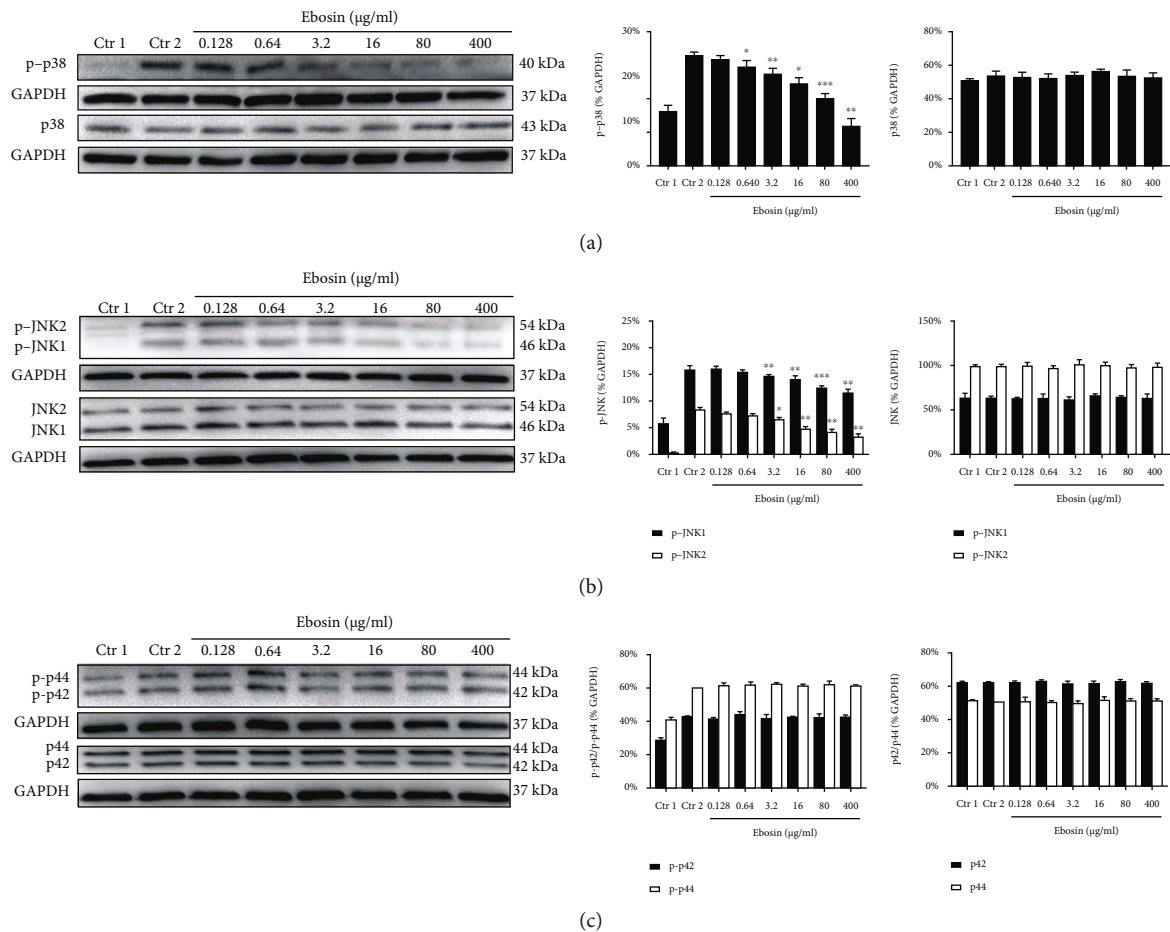 Ebosin (μg/ml)
Ctr 1 Ctr 2 0.128 0.64 3.2 16 80 400
p–p38 40 kDa
GAPDH 37 kDa
p38 43 kDa
GAPDH 37 kDa
p–p38 (% GAPDH)
30%
20%
20%
10%
0%
* ** * *** **
Ctr 1 Ctr 2 0.128 0.640 3.2 16 80 400
Ebosin (μg/ml)
p38 (% GAPDH)
80%
60%
40%
20%
0%
Ctr 1 Ctr 2 0.128 0.640 3.2 16 80 400
Ebosin (μg/ml)
(a)
Ebosin (μg/ml)
Ctr 1 Ctr 2 0.128 0.64 3.2 16 80 400
p–JNK2 54 kDa
p–JNK1 46 kDa
GAPDH 37 kDa
JNK2 54 kDa
JNK1 46 kDa
GAPDH 37 kDa
p-JNK (% GAPDH)
25%
20%
15%
10%
5%
0%
** ** *** **
* ** ** **
Ctr 1 Ctr 2 0.128 0.64 3.2 16 80 400
Ebosin (μg/ml)
p–JNK1
p–JNK2
JNK (% GAPDH)
150%
100%
50%
0%
Ctr 1 Ctr 2 0.128 0.64 3.2 16 80 400
Ebosin (μg/ml)
p–JNK1
p–JNK2
(b)
Ebosin (μg/ml)
Ctr 1 Ctr 2 0.128 0.64 3.2 16 80 400
p-p44 44 kDa
p-p42 42 kDa
GAPDH 37 kDa
p44 44 kDa
p42 42 kDa
GAPDH 37 kDa
p-p42/p-p44 (% GAPDH)
80%
60%
40%
20%
0%
Ctr 1 Ctr 2 0.128 0.64 3.2 16 80 400
Ebosin (μg/ml)
p-p42
p-p44
p42/p44 (% GAPDH)
80%
60%
40%
20%
0%
Ctr 1 Ctr 2 0.128 0.64 3.2 16 80 400
Ebosin (μg/ml)
p42
p44
(c)